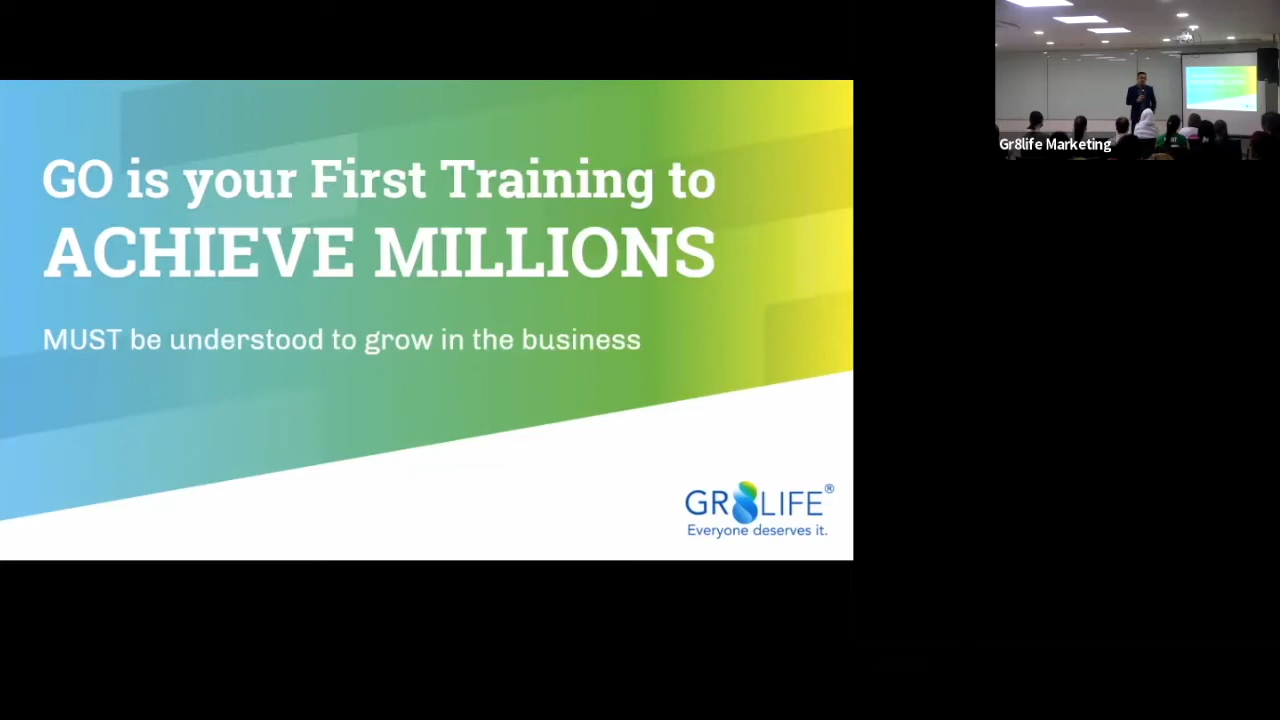 GO is your First Training to
ACHIEVE MILLIONS
MUST be understood to grow in the business
GR8LIFE®
Everyone deserves it.
Gr8life Marketing